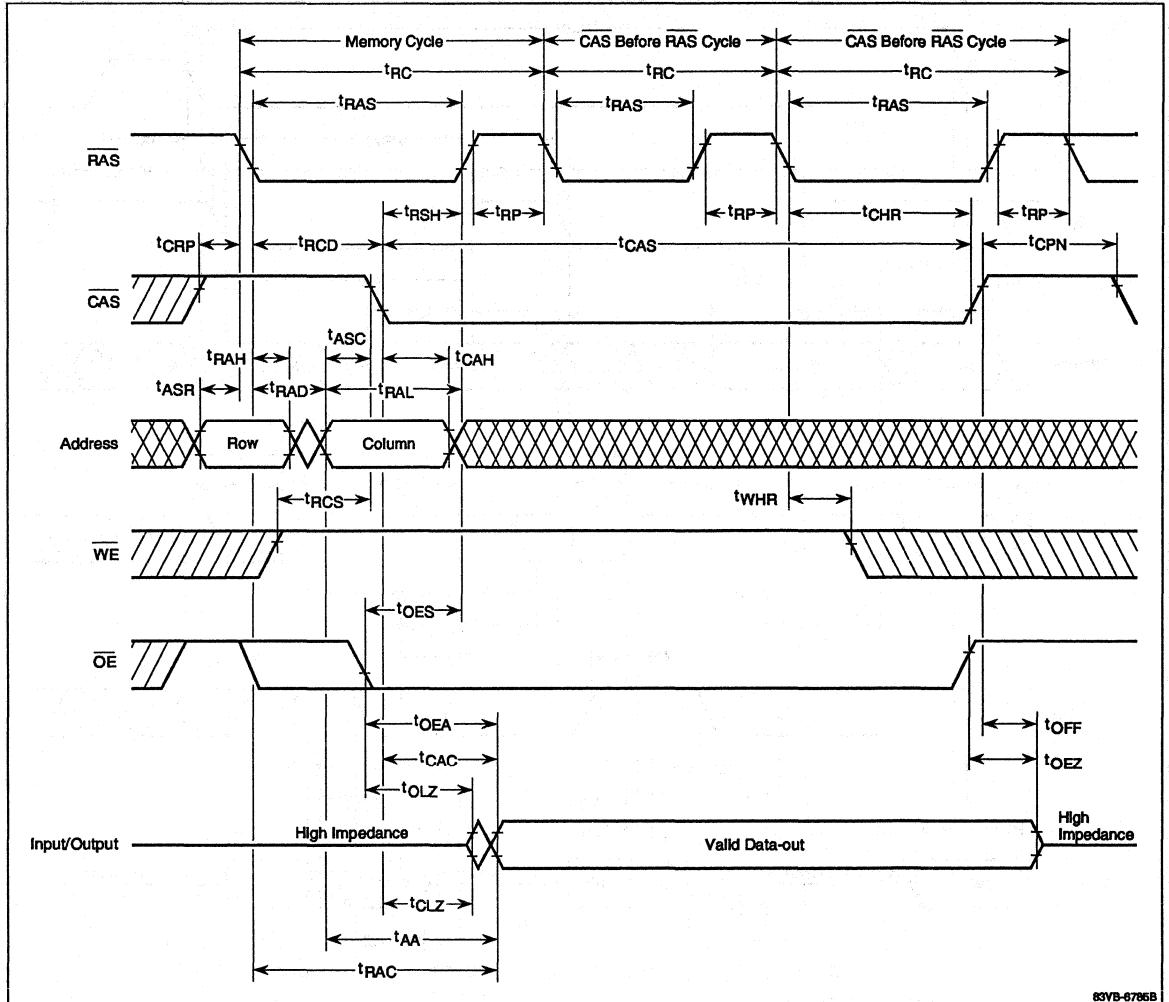 Memory Cycle
CAS Before RAS Cycle
CAS Before RAS Cycle
tRC
tRC
tRC
tRAS
tRAS
tRAS
RAS
tRSH
tRP
tRP
tCHR
tRP
tCRP
tRCD
tCAS
tCPN
CAS
tASC
tRAH
tCAH
tASR
tRAD
tRAL
Address
Row
Column
tRCS
tWHR
WE
tOES
OE
tOEA
tOFF
tCAC
tOEZ
tOLZ
High Impedance
High
Impedance
Input/Output
Valid Data-out
tCLZ
tAA
tRAC
83VB-6785B